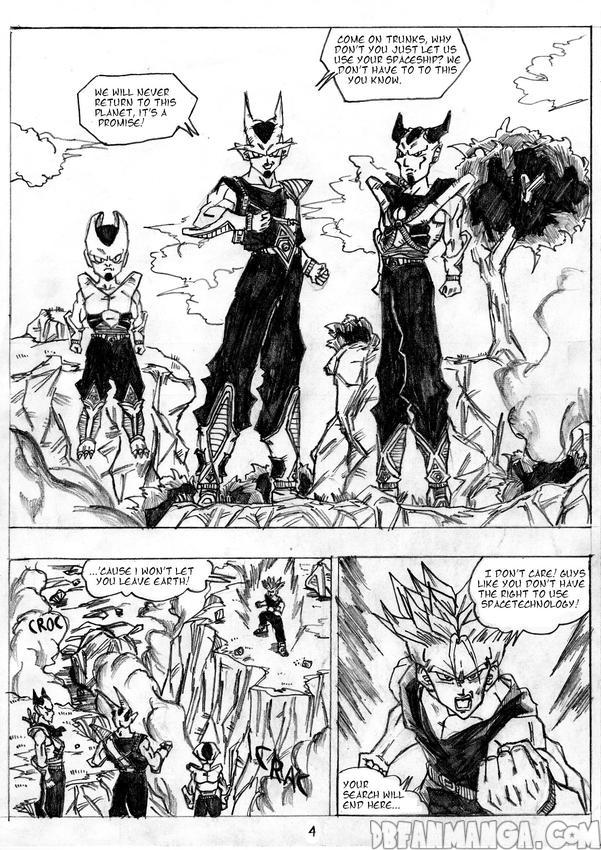 COME ON TRUNKS, WHY
DON'T YOU JUST LET US
USE YOUR SPACESHIP? WE
DON'T HAVE TO TO THIS
YOU KNOW.
WE WILL NEVER
RETURN TO THIS
PLANET, IT'S A
PROMISE!
I DON'T CARE! GUYS
LIKE YOU DON'T HAVE
THE RIGHT TO USE
SPACETECHNOLOGY!
YOUR
SEARCH WILL
END HERE...
...'CAUSE I WON'T LET
YOU LEAVE EARTH!
CROC
CRAC
4
DBFANMANGA.COM